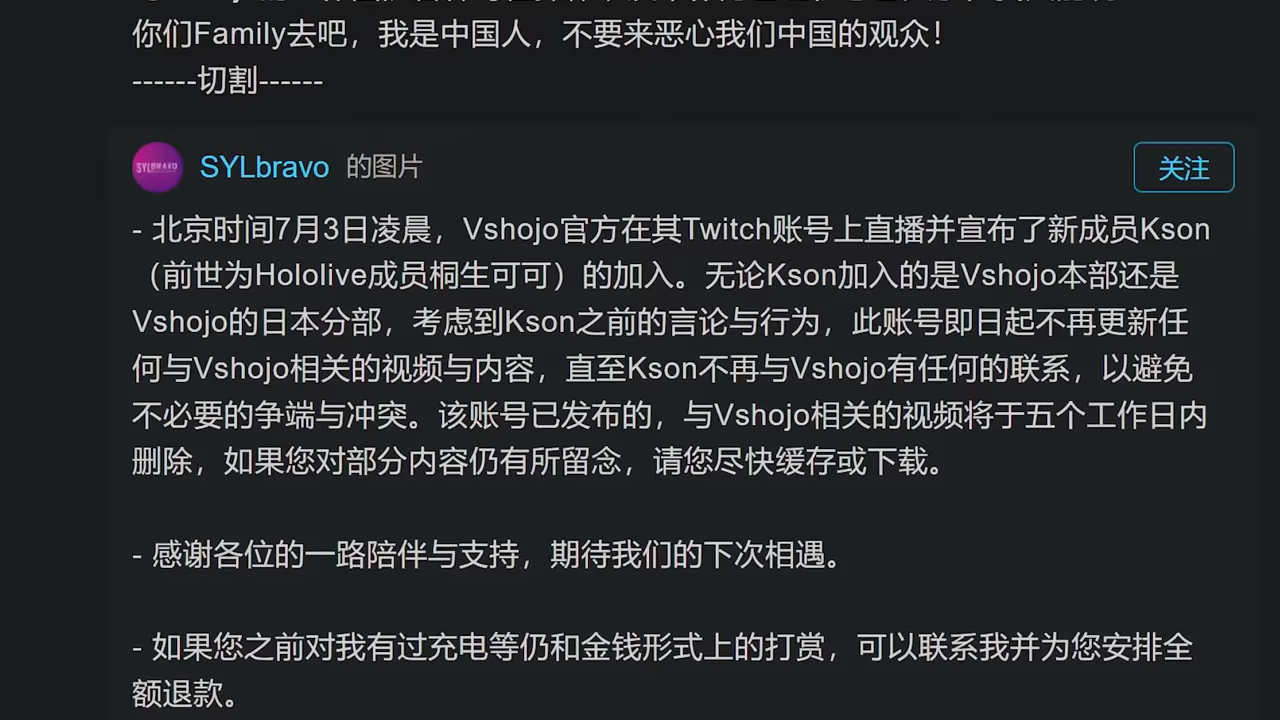 你们Family去吧，我是中国人，不要来恶心我们中国的观众！
------切割------
SYLBRAVO
SYLbravo 的图片
关注
- 北京时间7月3日凌晨，Vshojo官方在其Twitch账号上直播并宣布了新成员Kson
（前世为Hololive成员桐生可可）的加入。无论Kson加入的是Vshojo本部还是
Vshojo的日本分部，考虑到Kson之前的言论与行为，此账号即日起不再更新任
何与Vshojo相关的视频与内容，直至Kson不再与Vshojo有任何的联系，以避免
不必要的争端与冲突。该账号已发布的，与Vshojo相关的视频将于五个工作日内
删除，如果您对部分内容仍有所留念，请您尽快缓存或下载。
- 感谢各位的一路陪伴与支持，期待我们的下次相遇。
- 如果您之前对我有过充电等仍和金钱形式上的打赏，可以联系我并为您安排全
额退款。